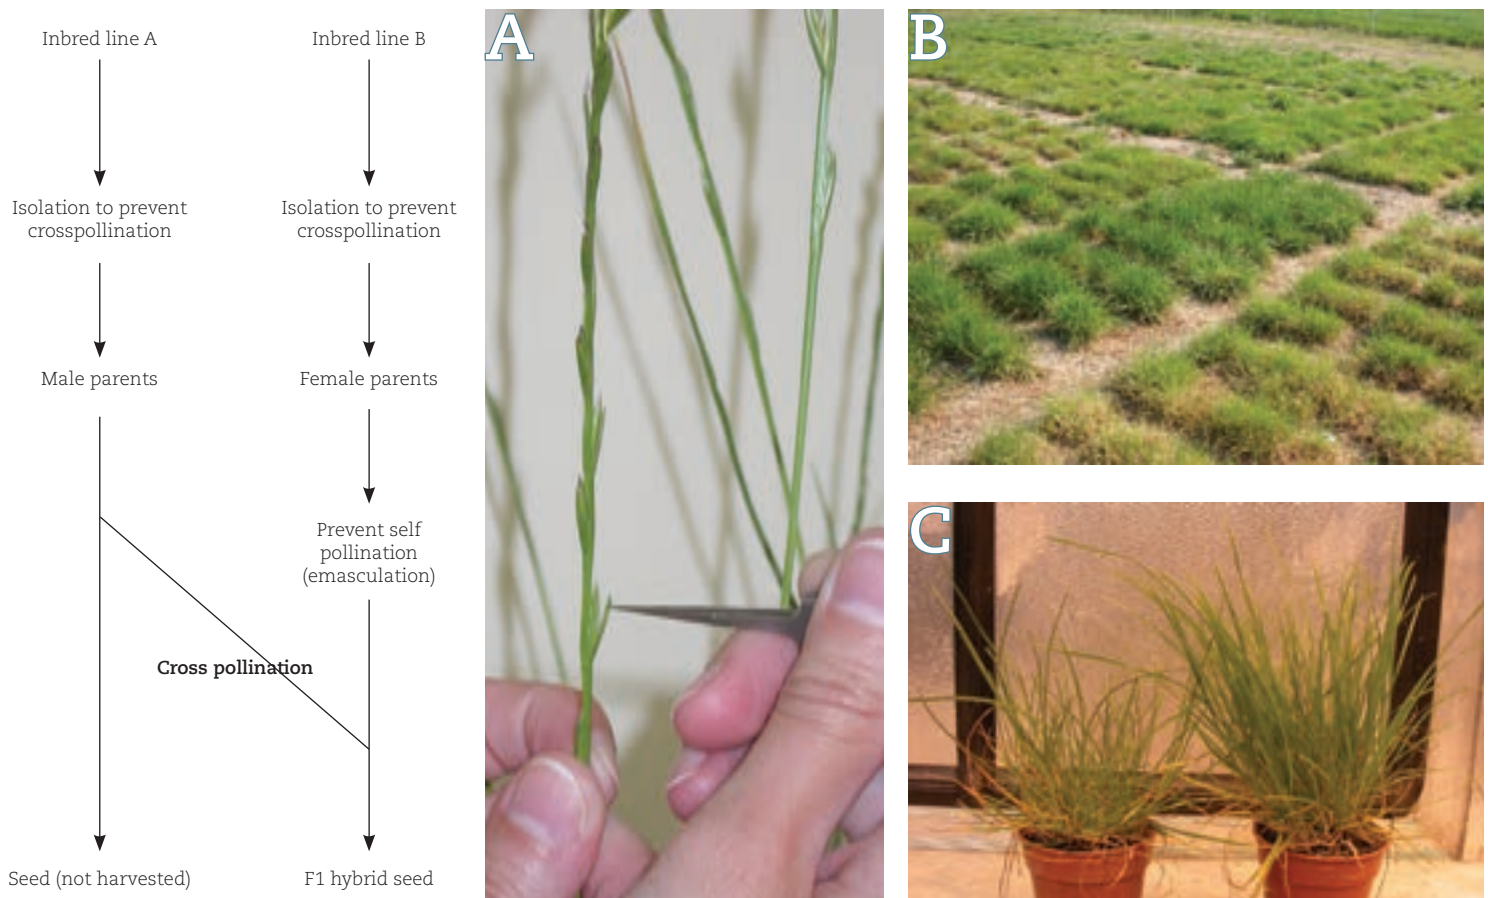 Inbred line A
Inbred line B
Isolation to prevent
crosspollination
Isolation to prevent
crosspollination
Male parents
Female parents
Prevent self
pollination
(emasculation)
Cross pollination
Seed (not harvested)
F1 hybrid seed
A
B
C